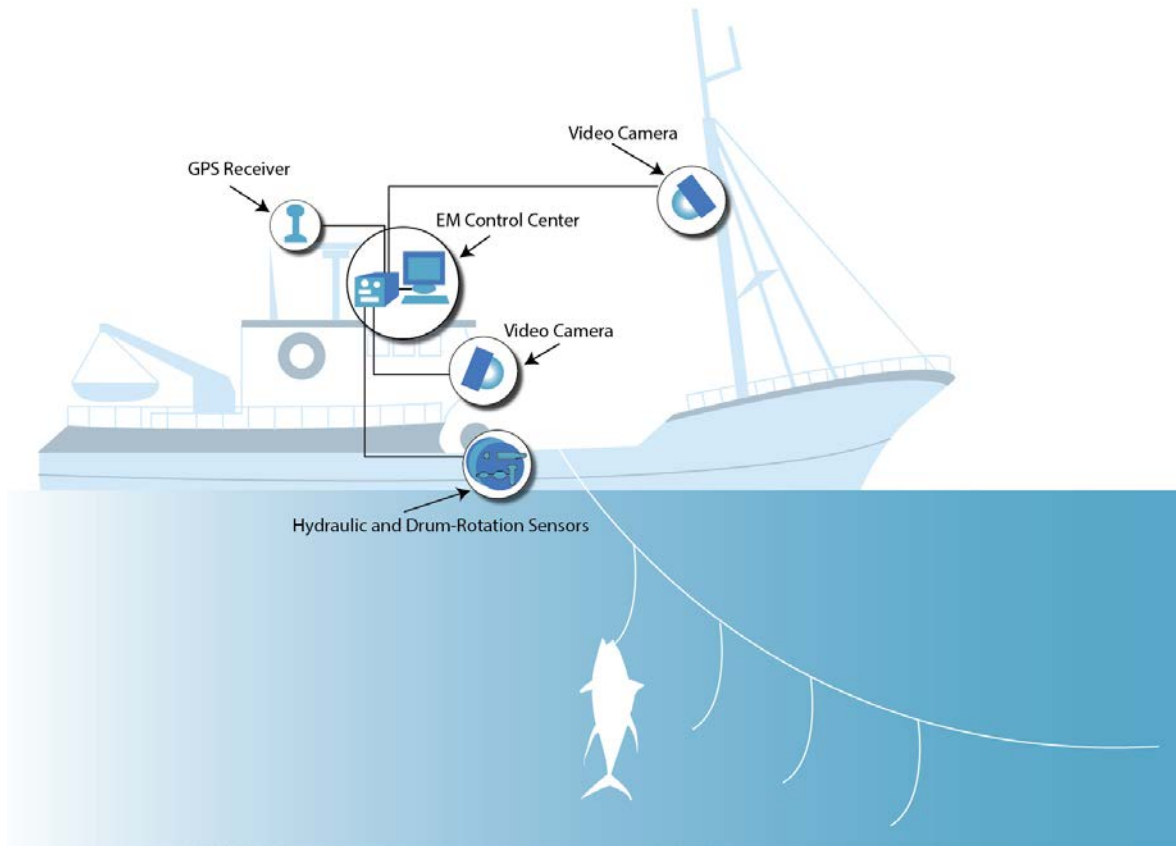 Video Camera
GPS Receiver
EM Control Center
Video Camera
Hydraulic and Drum-Rotation Sensors